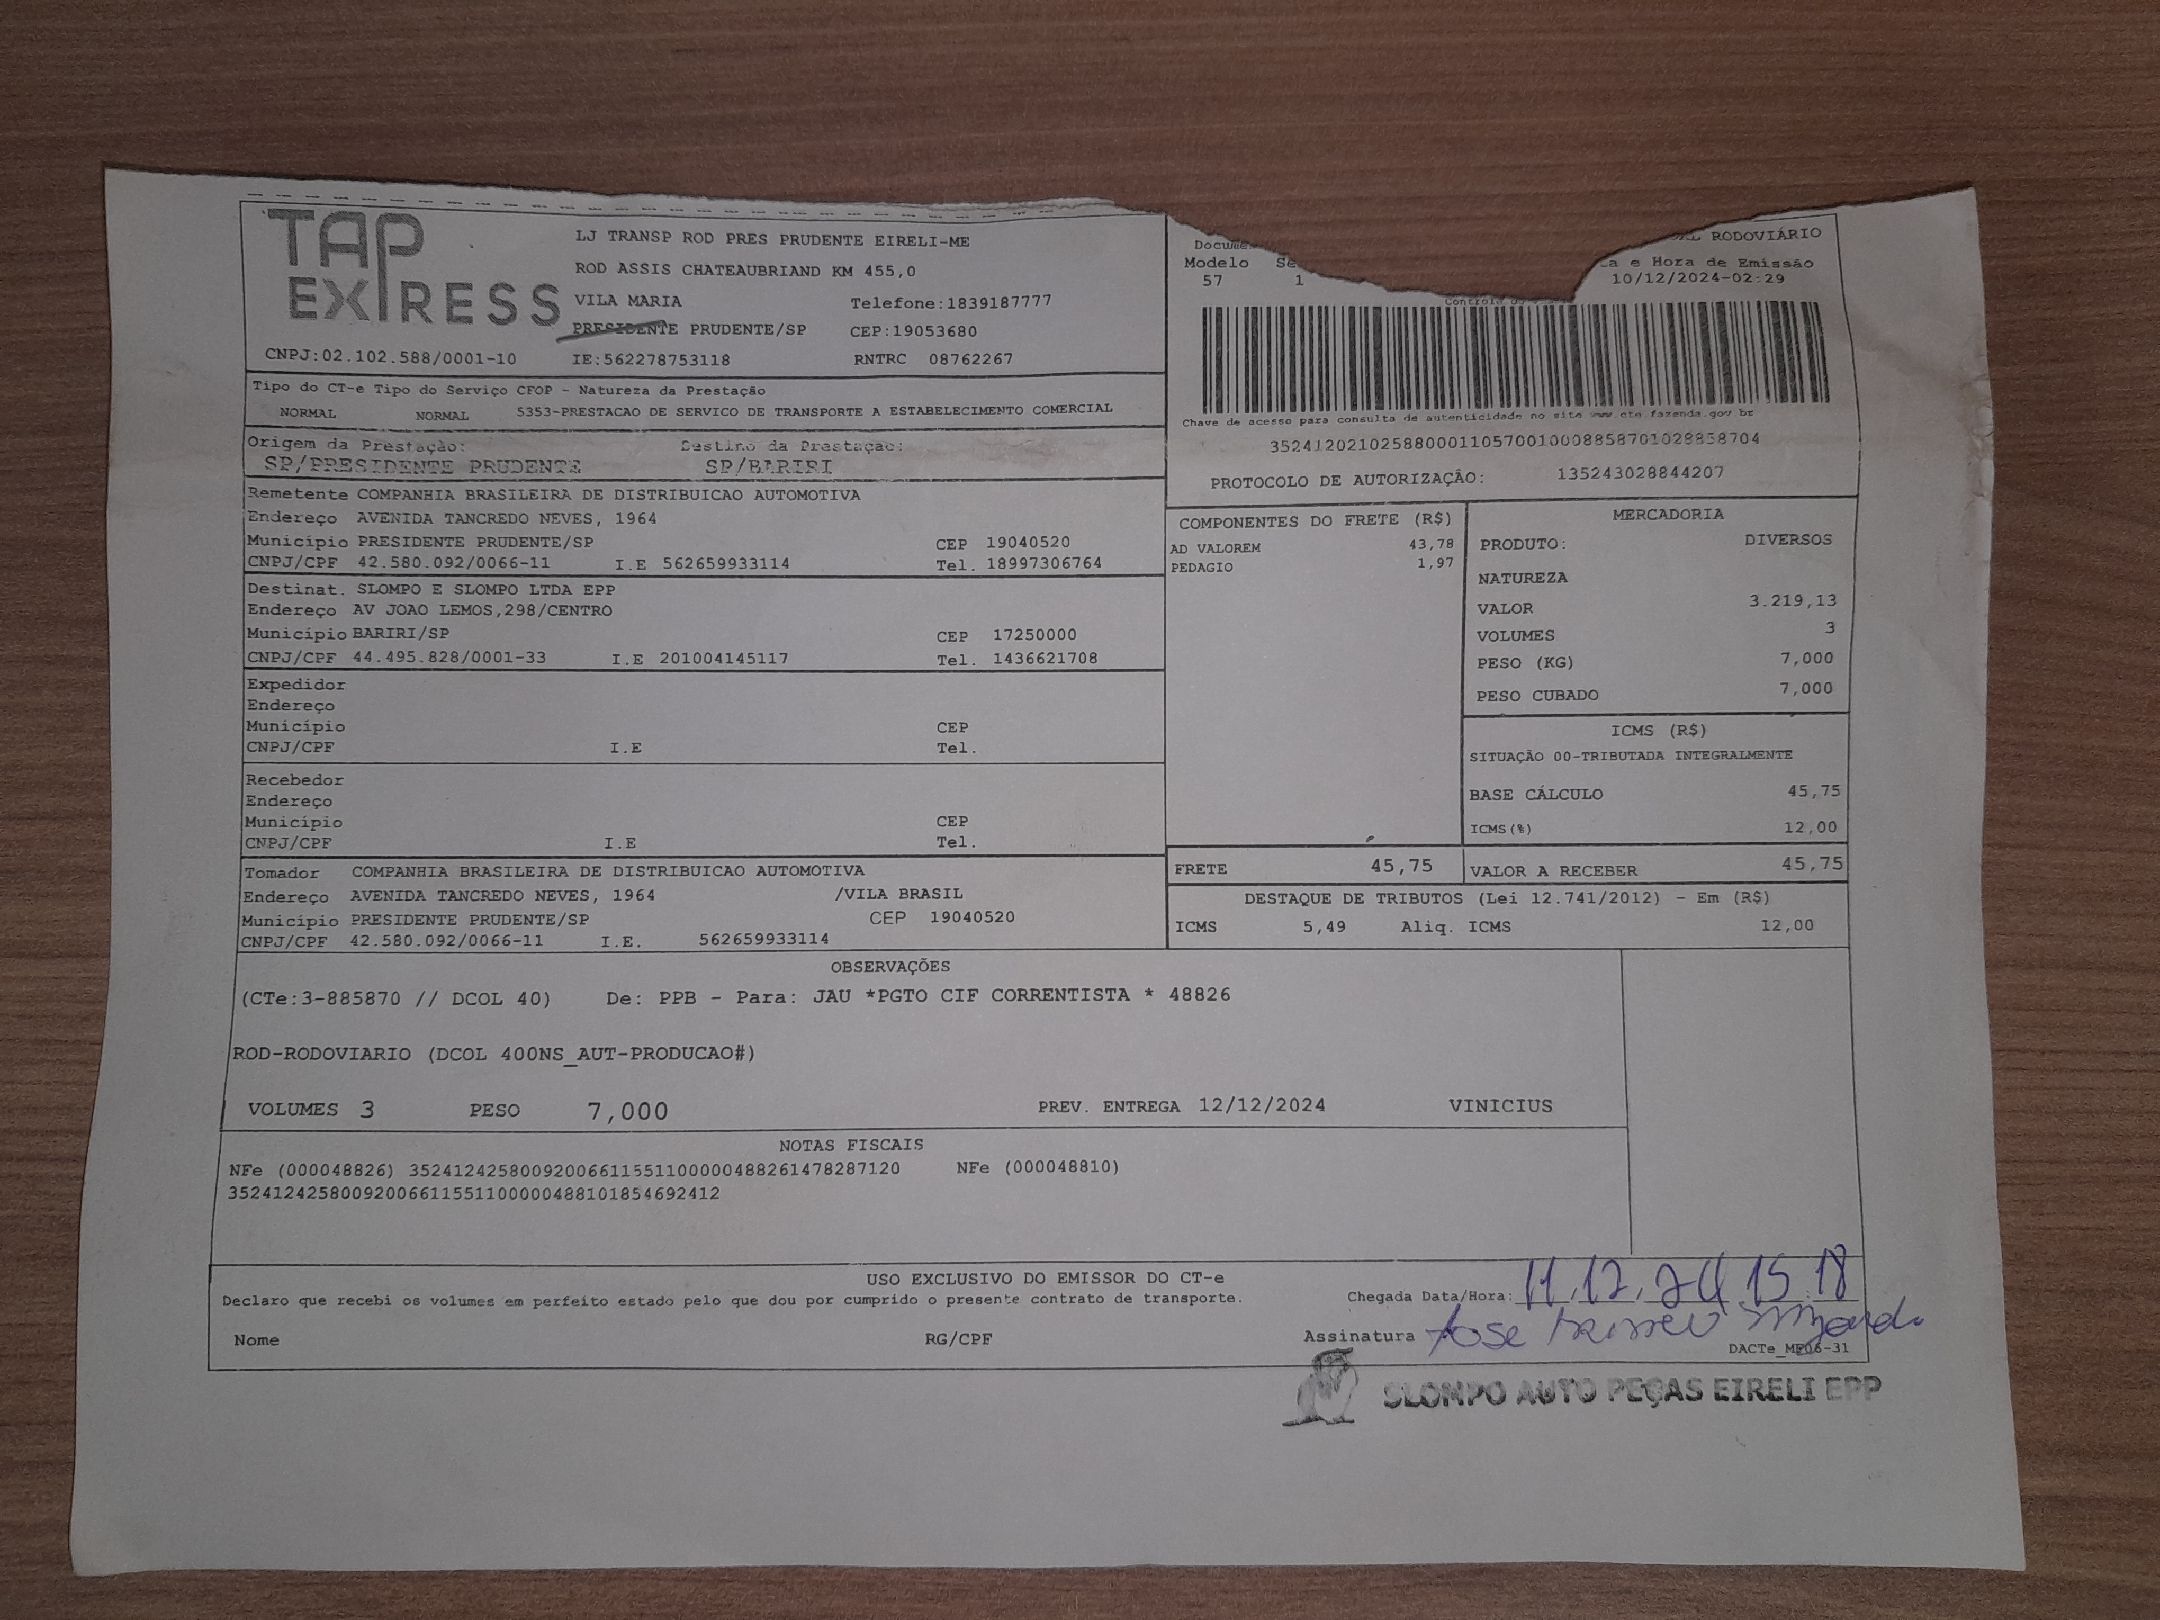 TAP EXPRESS
LJ TRANSP ROD PRES PRUDENTE EIRELI-ME
ROD ASSIS CHATEAUBRIAND KM 455,0
VILA MARIA Telefone:1839187777
PRESIDENTE PRUDENTE/SP CEP:19053680
CNPJ:02.102.588/0001-10 IE:562278753118 RNTRC 08762267
RODOVIÁRIO
Modelo e Hora de Emissão
57 1 10/12/2024-02:29
Chave de acesso para consulta de autenticidade no site www.cte.fazenda.gov br
35241202102588000110570010008858701028858704
PROTOCOLO DE AUTORIZAÇÃO: 135243028844207
Tipo do CT-e Tipo do Serviço CFOP - Natureza da Prestação
NORMAL NORMAL 5353-PRESTACAO DE SERVICO DE TRANSPORTE A ESTABELECIMENTO COMERCIAL
Origem da Prestação: Destino da Prestação:
SP/PRESIDENTE PRUDENTE SP/BARIRI
Remetente COMPANHIA BRASILEIRA DE DISTRIBUICAO AUTOMOTIVA
Endereço AVENIDA TANCREDO NEVES, 1964
Município PRESIDENTE PRUDENTE/SP CEP 19040520
CNPJ/CPF 42.580.092/0066-11 I.E 562659933114 Tel. 18997306764
Destinat. SLOMPO E SLOMPO LTDA EPP
Endereço AV JOAO LEMOS,298/CENTRO
Município BARIRI/SP CEP 17250000
CNPJ/CPF 44.495.828/0001-33 I.E 201004145117 Tel. 1436621708
Expedidor
Endereço
Município CEP
CNPJ/CPF I.E Tel.
Recebedor
Endereço
Município CEP
CNPJ/CPF I.E Tel.
Tomador COMPANHIA BRASILEIRA DE DISTRIBUICAO AUTOMOTIVA
Endereço AVENIDA TANCREDO NEVES, 1964 /VILA BRASIL
Município PRESIDENTE PRUDENTE/SP CEP 19040520
CNPJ/CPF 42.580.092/0066-11 I.E. 562659933114
COMPONENTES DO FRETE (R$)
AD VALOREM 43,78
PEDAGIO 1,97
MERCADORIA
PRODUTO: DIVERSOS
NATUREZA
VALOR 3.219,13
VOLUMES 3
PESO (KG) 7,000
PESO CUBADO 7,000
ICMS (R$)
SITUAÇÃO 00-TRIBUTADA INTEGRALMENTE
BASE CÁLCULO 45,75
ICMS(%) 12,00
FRETE 45,75 VALOR A RECEBER 45,75
DESTAQUE DE TRIBUTOS (Lei 12.741/2012) - Em (R$)
ICMS 5,49 Aliq. ICMS 12,00
OBSERVAÇÕES
(CTe:3-885870 // DCOL 40) De: PPB - Para: JAU *PGTO CIF CORRENTISTA * 48826
ROD-RODOVIARIO (DCOL 400NS_AUT-PRODUCAO#)
VOLUMES 3 PESO 7,000 PREV. ENTREGA 12/12/2024 VINICIUS
NOTAS FISCAIS
NFe (000048826) 35241242580092006611551100000488261478287120 NFe (000048810)
35241242580092006611551100000488101854692412
USO EXCLUSIVO DO EMISSOR DO CT-e
Declaro que recebi os volumes em perfeito estado pelo que dou por cumprido o presente contrato de transporte. Chegada Data/Hora: 11.12.24 15:18
Nome RG/CPF Assinatura Jose
DACTe_MF06-31
SLOMPO AUTO PEÇAS EIRELI EPP